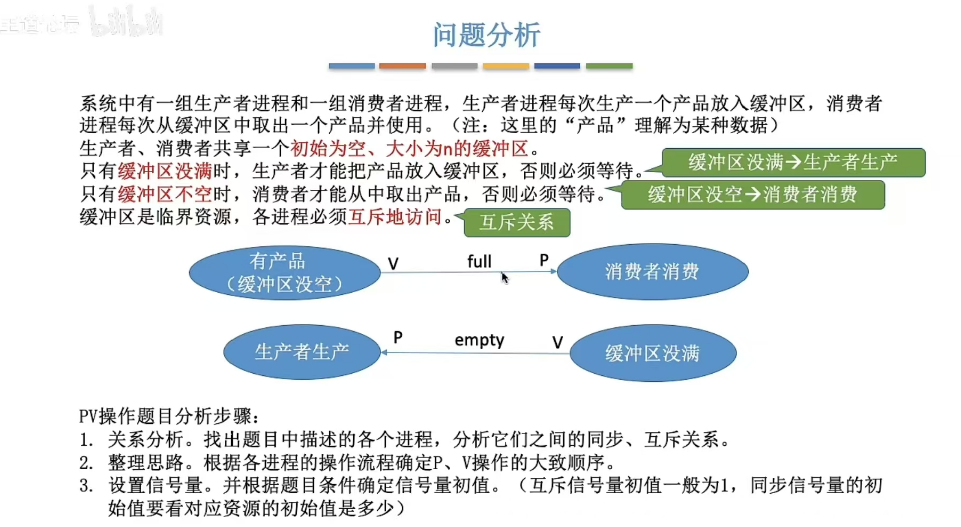 bilibili
问题分析
系统中有一组生产者进程和一组消费者进程，生产者进程每次生产一个产品放入缓冲区，消费者
进程每次从缓冲区中取出一个产品并使用。（注：这里的“产品”理解为某种数据）
生产者、消费者共享一个初始为空、大小为n的缓冲区。
只有缓冲区没满时，生产者才能把产品放入缓冲区，否则必须等待。
缓冲区没满→生产者生产
只有缓冲区不空时，消费者才能从中取出产品，否则必须等待。
缓冲区没空→消费者消费
缓冲区是临界资源，各进程必须互斥地访问。
互斥关系
有产品
（缓冲区没空）
V
full
P
消费者消费
生产者生产
P
empty
V
缓冲区没满
PV操作题目分析步骤：
1. 关系分析。找出题目中描述的各个进程，分析它们之间的同步、互斥关系。
2. 整理思路。根据各进程的操作流程确定P、V操作的大致顺序。
3. 设置信号量。并根据题目条件确定信号量初值。（互斥信号量初值一般为1，同步信号量的初
始值要看对应资源的初始值是多少）